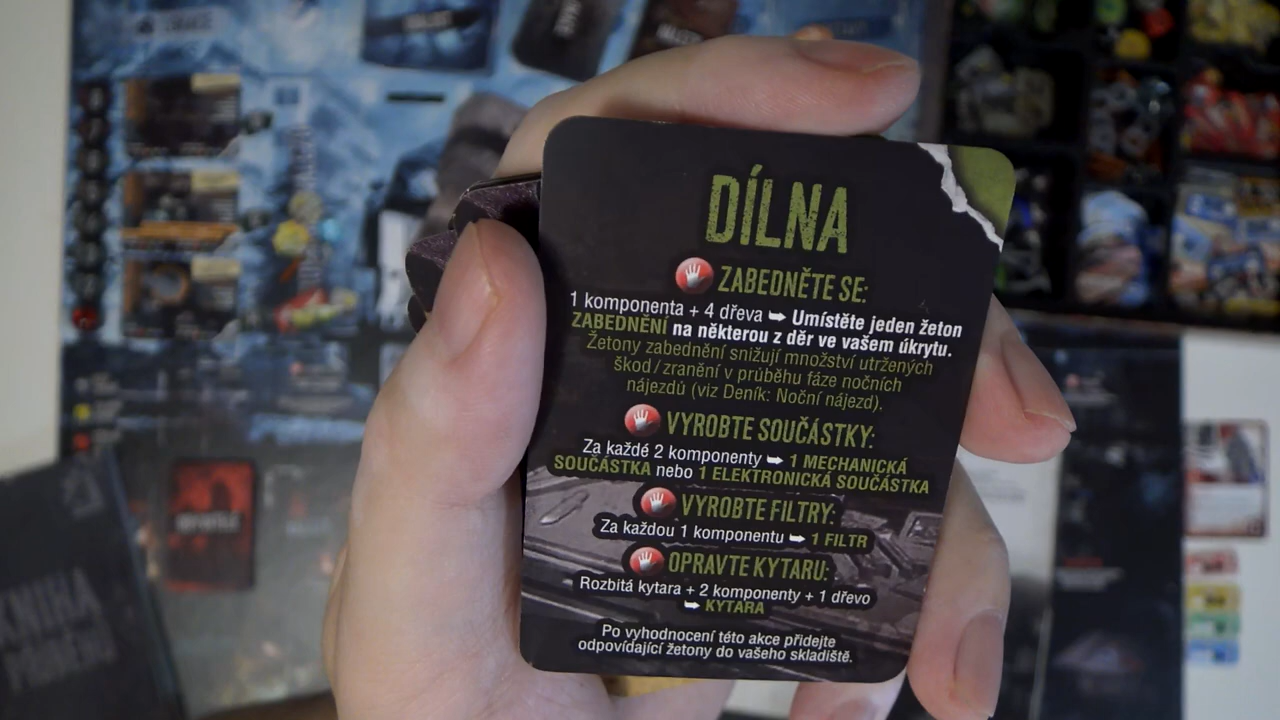 DÍLNA
ZABEDNĚTE SE:
1 komponenta + 4 dřeva ➡ Umístěte jeden žeton
ZABEDNĚNÍ na některou z děr ve vašem úkrytu.
Žetony zabednění snižují množství utržených
škod / zranění v průběhu fáze nočních
nájezdů (viz Deník: Noční nájezd).
VYROBTE SOUČÁSTKY:
Za každé 2 komponenty ➡ 1 MECHANICKÁ
SOUČÁSTKA nebo 1 ELEKTRONICKÁ SOUČÁSTKA
VYROBTE FILTRY:
Za každou 1 komponentu ➡ 1 FILTR
OPRAVTE KYTARU:
Rozbitá kytara + 2 komponenty + 1 dřevo
➡ KYTARA
Po vyhodnocení této akce přidejte
odpovídající žetony do vašeho skladiště.
KNIHA